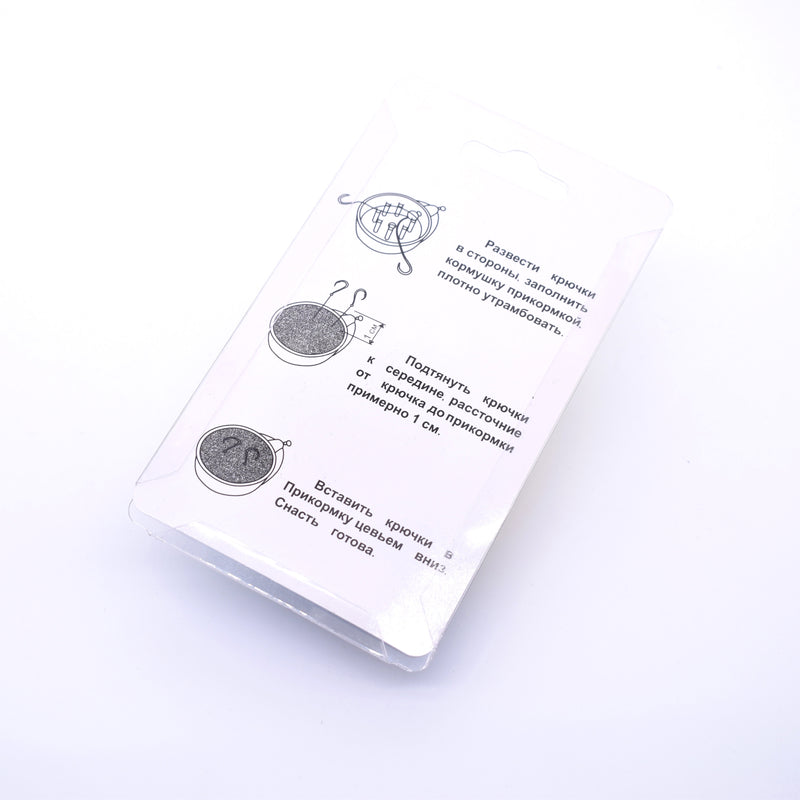 Развести крючки
в стороны. заполнить
кормушку прикормкой.
плотно утрамбовать.
1 см
Подтянуть крючки
к середине. рассточние
от крючка до прикормки
примерно 1 см.
Вставить крючки в
Прикормку цевьем вниз.
Снасть готова.